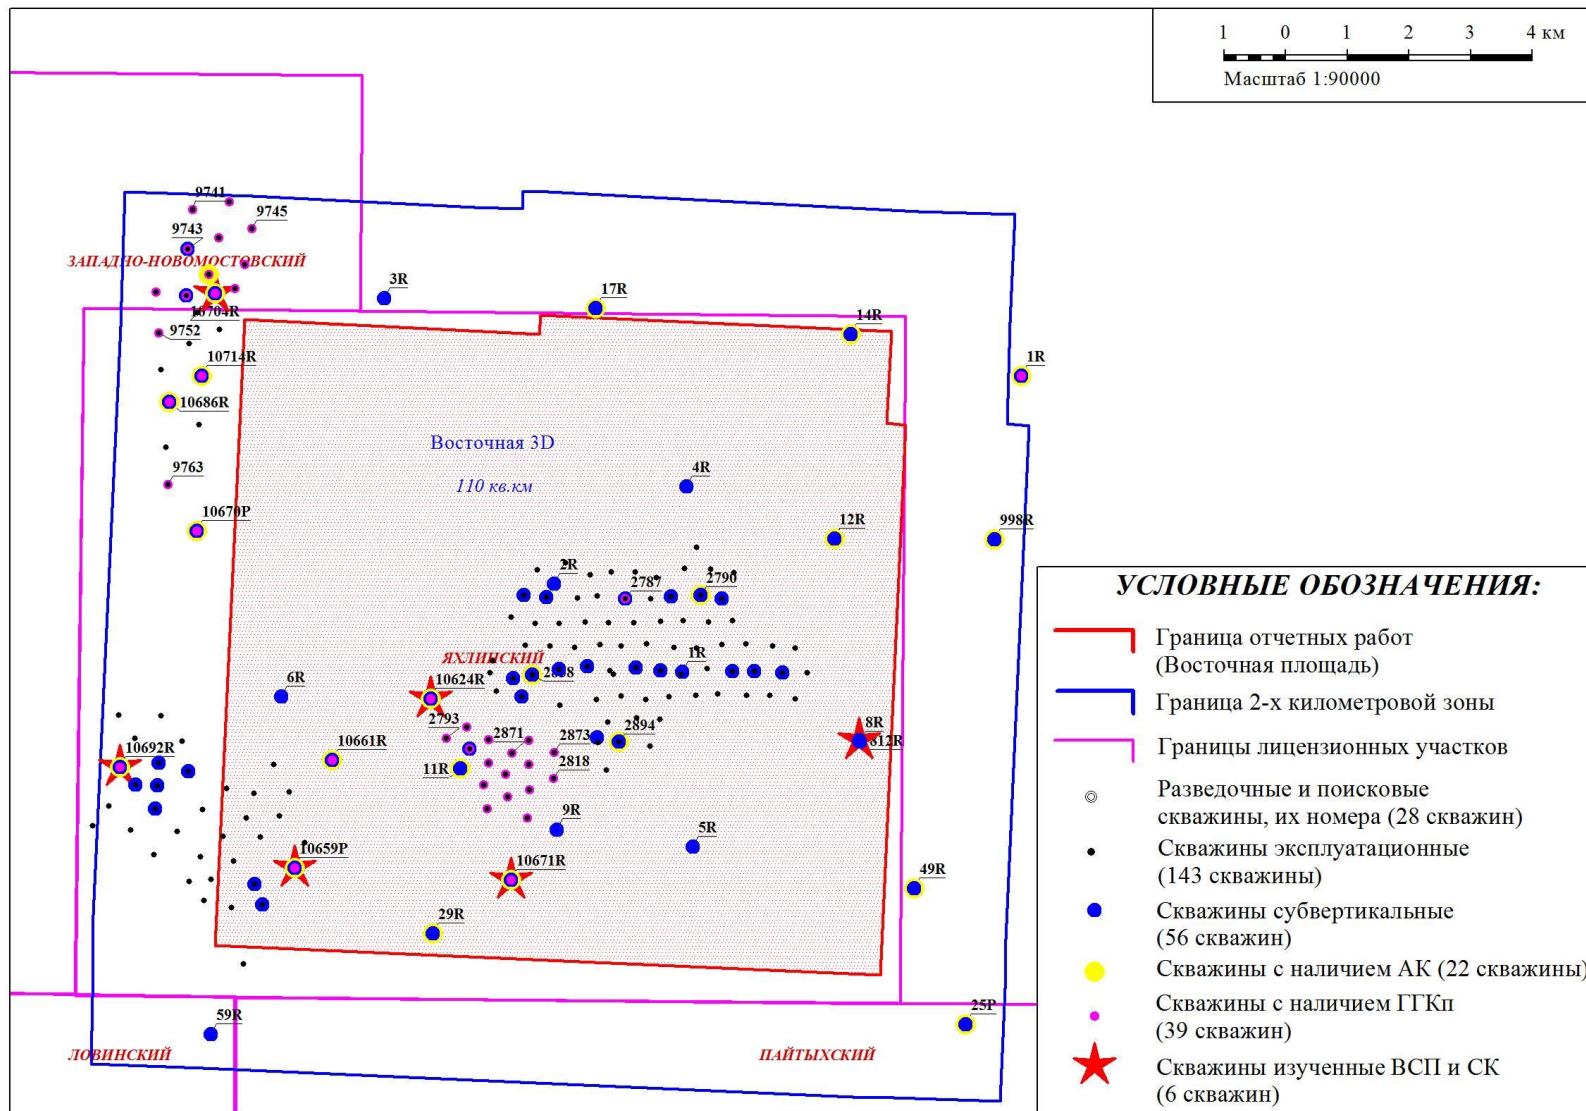 1 0 1 2 3 4 км
Масштаб 1:90000
9741
9745
9743
ЗАПАДНО-НОВОМОСТОВСКИЙ
3R
17R
10704R
14R
9752
10714R
1R
10686R
Восточная 3D
4R
9763
110 кв.км
10670P
12R
998R
2R
2787
2790
УСЛОВНЫЕ ОБОЗНАЧЕНИЯ:
Граница отчетных работ
(Восточная площадь)
ЯХЛИНСКИЙ
1R
6R
10624R
Граница 2-х километровой зоны
2793
2871
2873
2894
8R
812R
Границы лицензионных участков
10692R
10661R
11R
2818
Разведочные и поисковые
скважины, их номера (28 скважин)
9R
5R
10659P
10671R
Скважины эксплуатационные
(143 скважины)
49R
29R
Скважины субвертикальные
(56 скважин)
Скважины с наличием АК (22 скважины)
59R
25P
Скважины с наличием ГГКп
(39 скважин)
ЛОВИНСКИЙ
ПАЙТЫХСКИЙ
Скважины изученные ВСП и СК
(6 скважин)